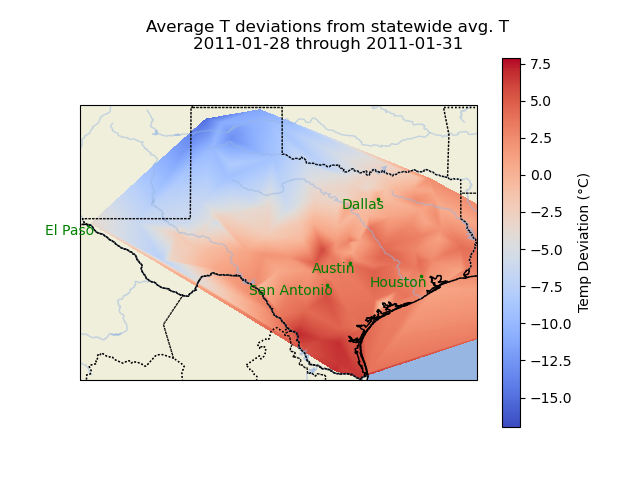 Average T deviations from statewide avg. T
2011-01-28 through 2011-01-31
7.5
5.0
2.5
0.0
−2.5
−5.0
−7.5
−10.0
−12.5
−15.0
Temp Deviation (°C)
Dallas
El Paso
Austin
Houston
San Antonio